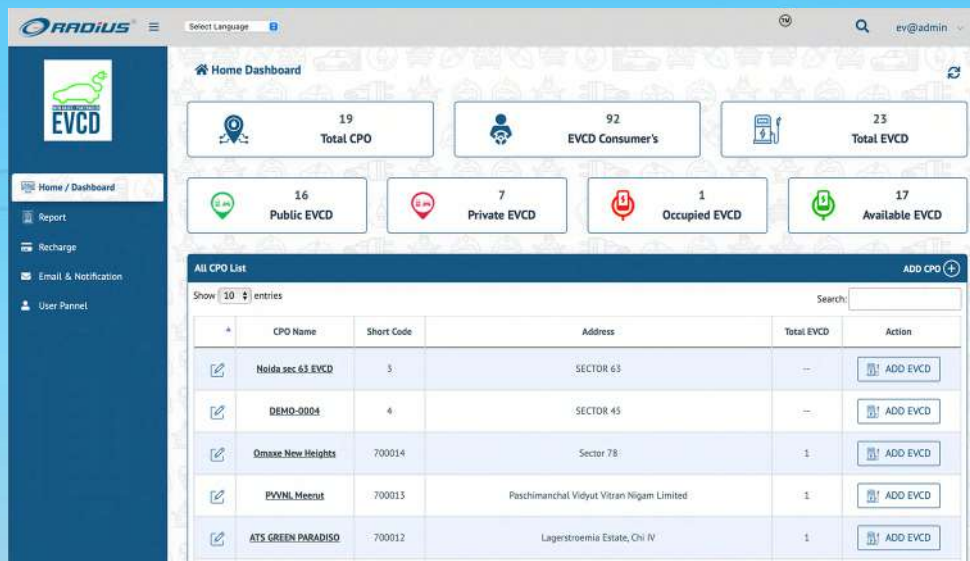 RADiUS
Select Language
TM
ev@admin
EVCD
Home Dashboard
19
Total CPO
92
EVCD Consumer's
23
Total EVCD
16
Public EVCD
7
Private EVCD
1
Occupied EVCD
17
Available EVCD
Home / Dashboard
Report
Recharge
Email & Notification
User Pannel
All CPO List
ADD CPO
Show 10 entries
Search:
CPO Name Short Code Address Total EVCD Action
Noida sec 63 EVCD 5 SECTOR 63 -- ADD EVCD
DEMO-0004 4 SECTOR 45 -- ADD EVCD
Omaxe New Heights 700014 Sector 78 1 ADD EVCD
PVVNL Meerut 700013 Paschimanchal Vidyut Vitran Nigam Limited 1 ADD EVCD
ATS GREEN PARADISO 700012 Lagerstroemia Estate, Chi IV 1 ADD EVCD